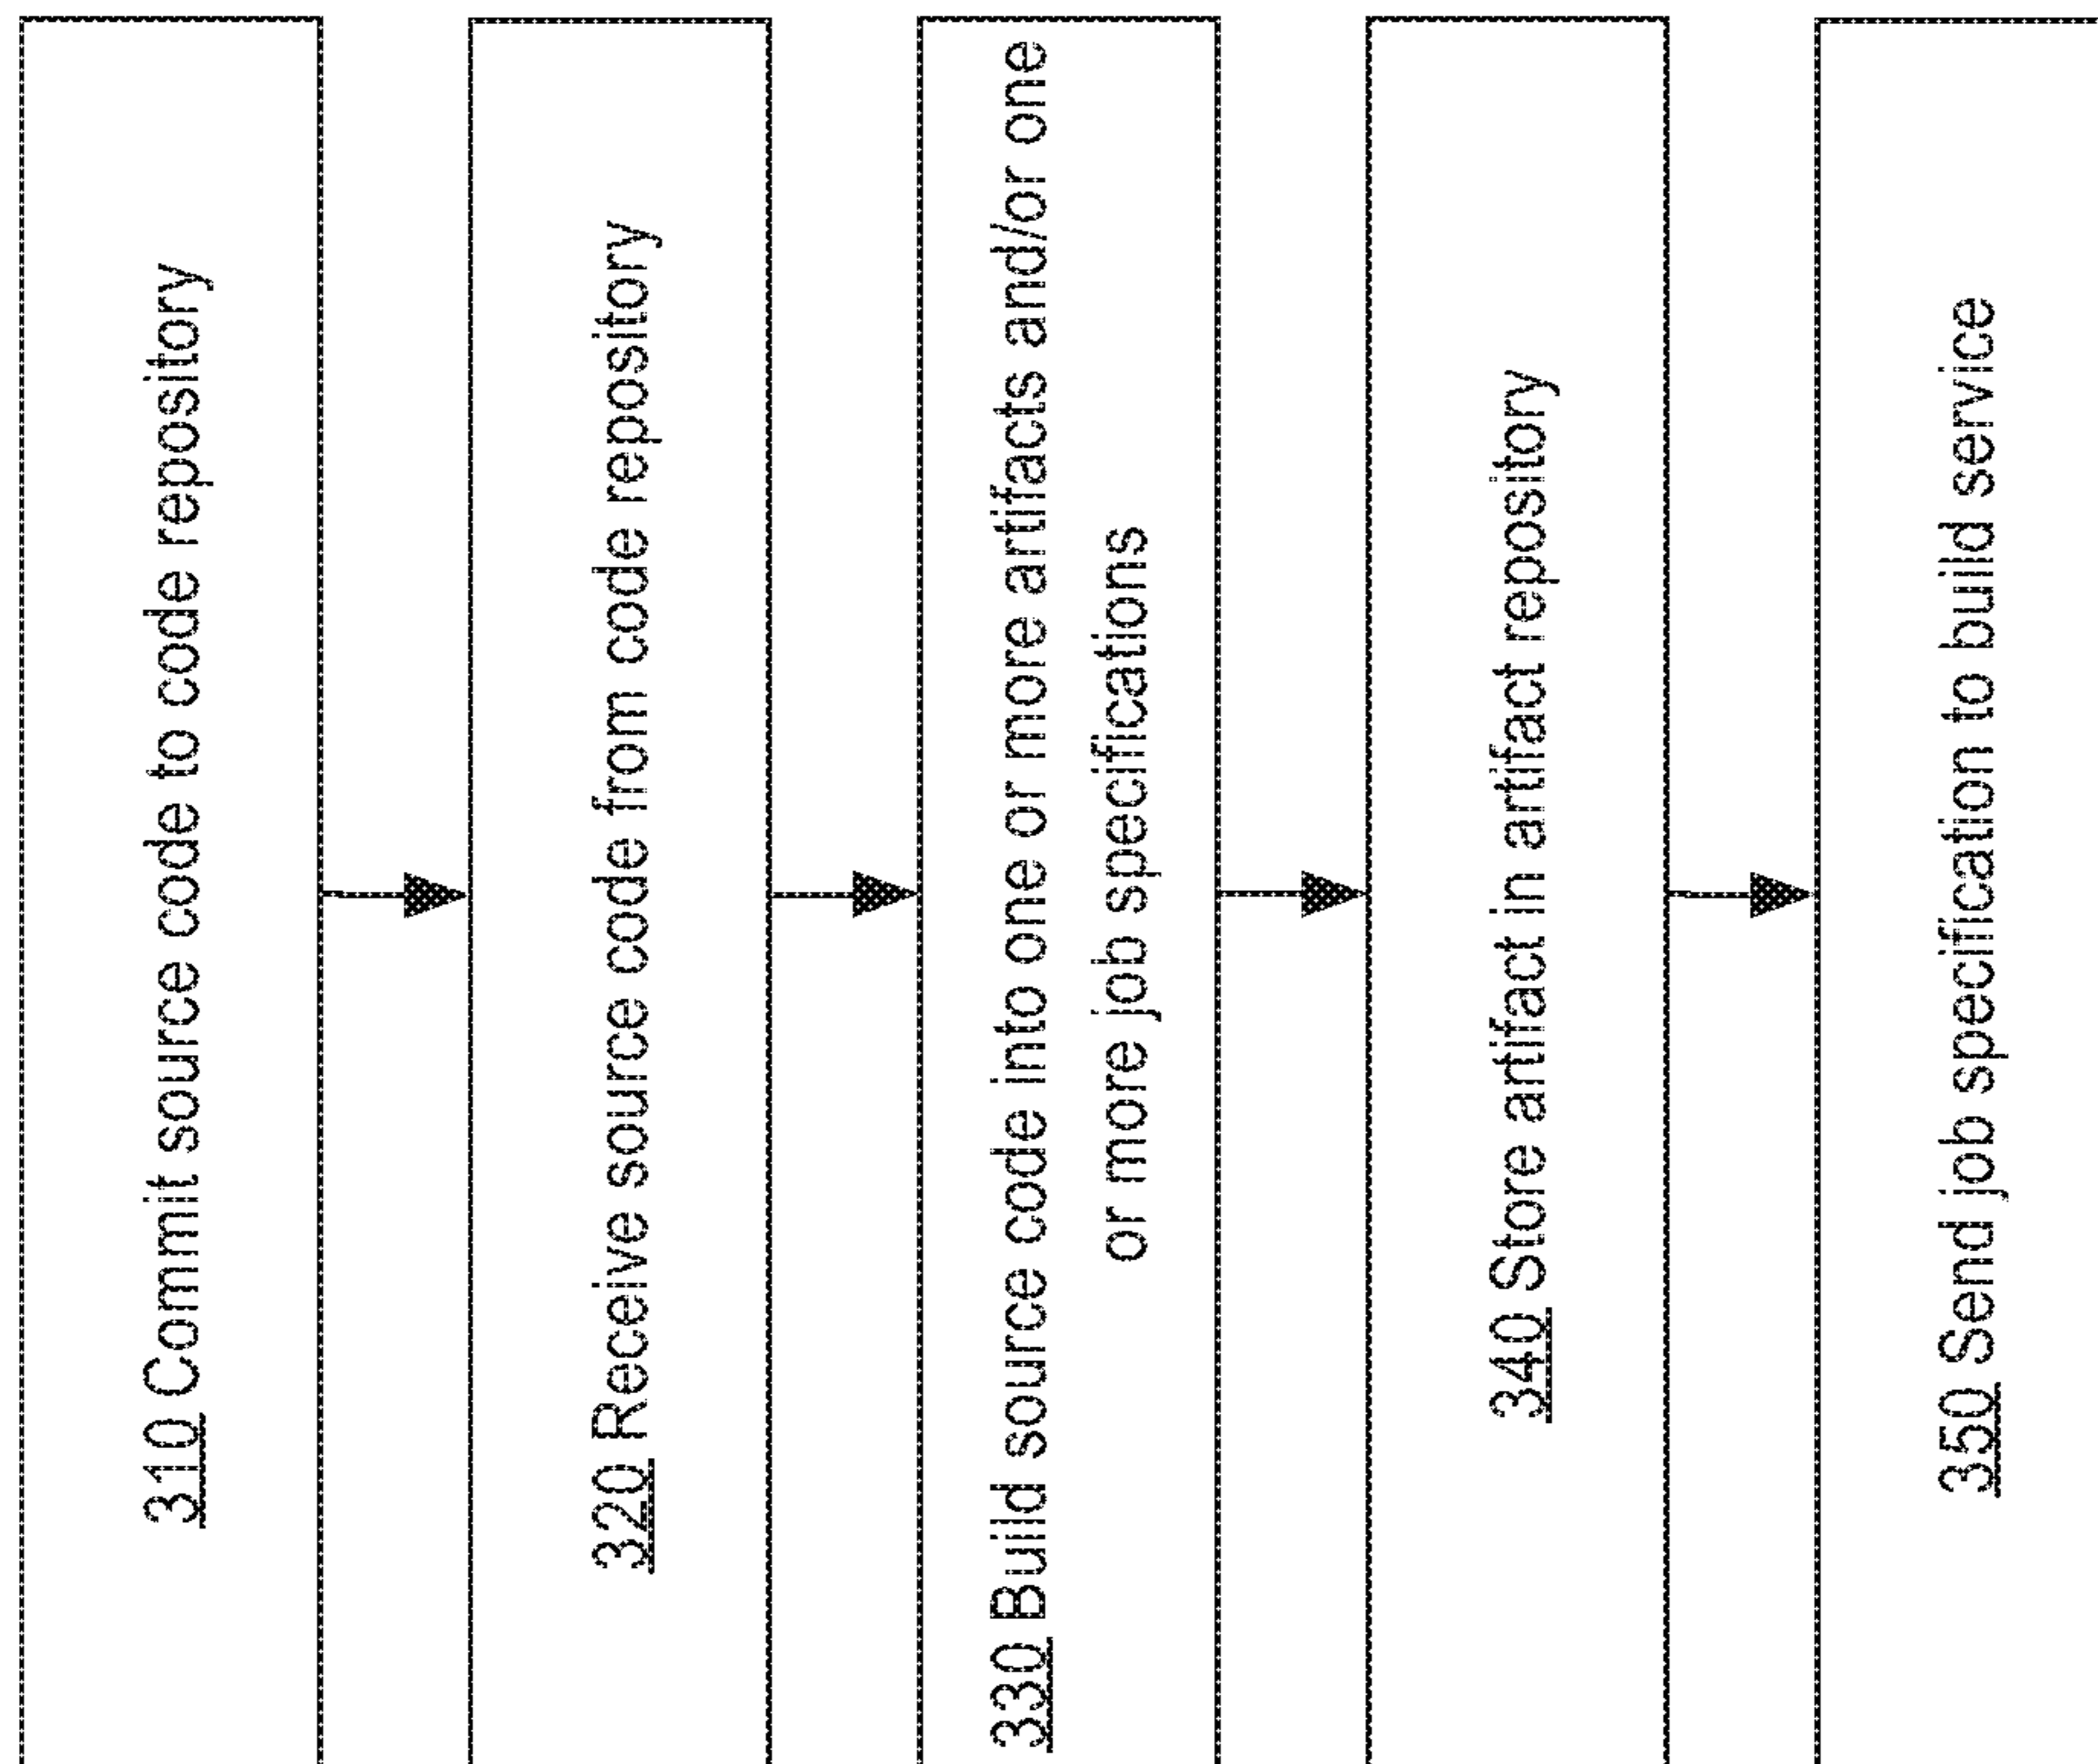 310 Commit source code to code repository
320 Receive source code from code repository
330 Build source code into one or more artifacts and/or one
or more job specifications
340 Store artifact in artifact repository
350 Send job specification to build service